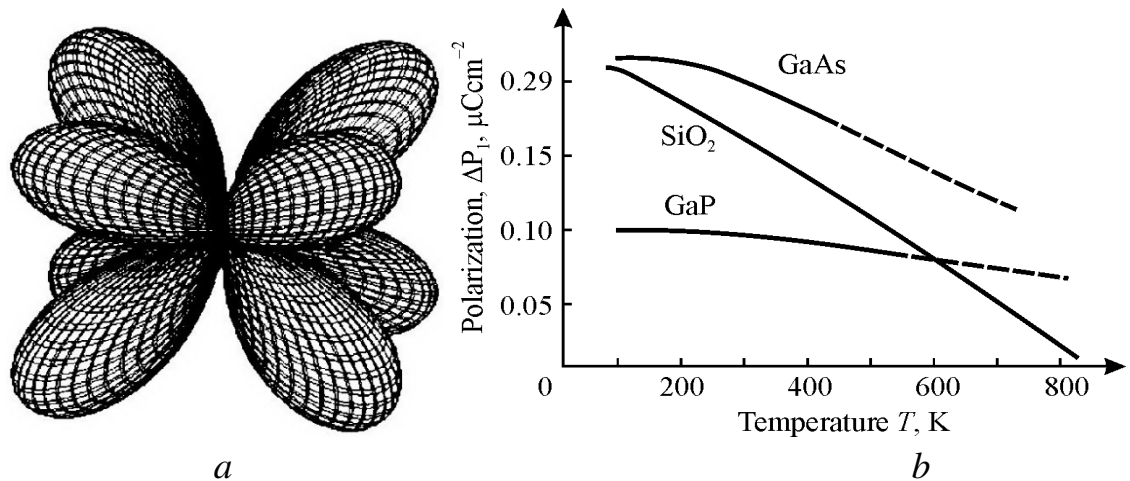 Polarization, ΔP₁, μCcm⁻²
0.29
0.15
0.10
0.05
0
GaAs
SiO₂
GaP
200
400
600
800
Temperature T, K
a
b